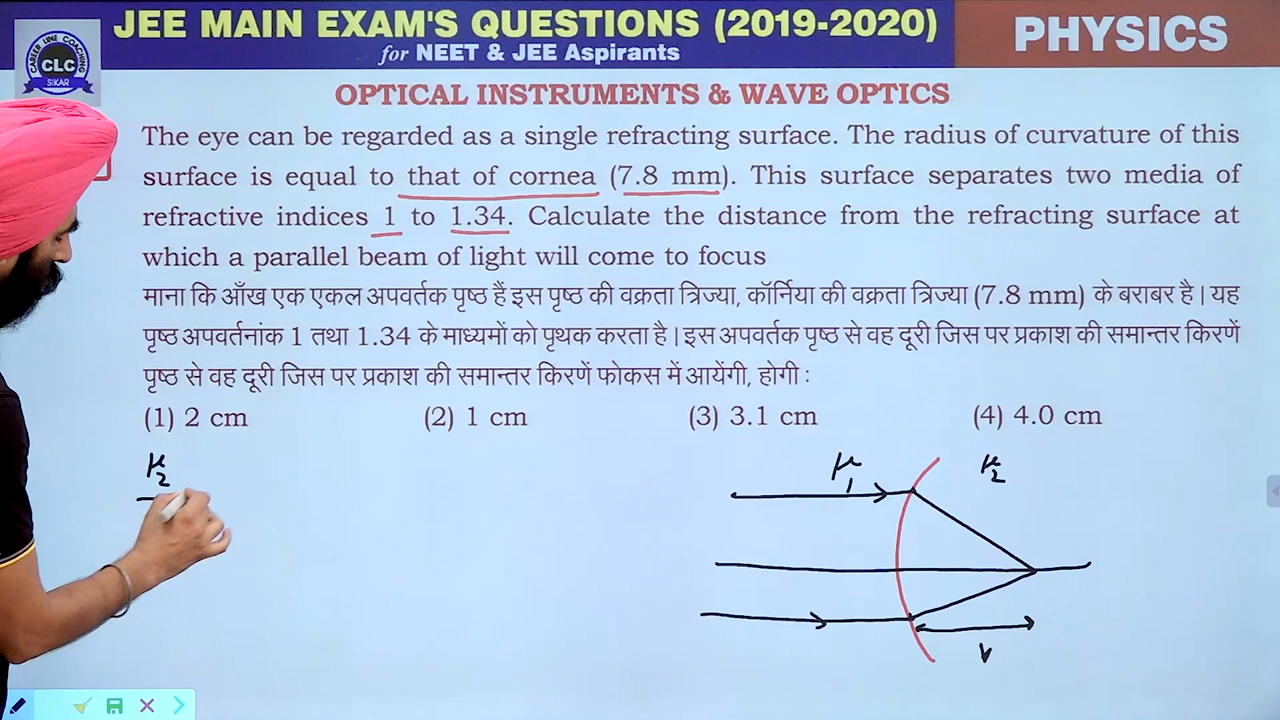 JEE MAIN EXAM'S QUESTIONS (2019-2020)
for NEET & JEE Aspirants
PHYSICS
CAREER LINE COACHING
CLC
SIKAR
OPTICAL INSTRUMENTS & WAVE OPTICS
The eye can be regarded as a single refracting surface. The radius of curvature of this
surface is equal to that of cornea (7.8 mm). This surface separates two media of
refractive indices 1 to 1.34. Calculate the distance from the refracting surface at
which a parallel beam of light will come to focus
माना कि आँख एक एकल अपवर्तक पृष्ठ हैं इस पृष्ठ की वक्रता त्रिज्या, कॉर्निया की वक्रता त्रिज्या (7.8 mm) के बराबर है। यह
पृष्ठ अपवर्तनांक 1 तथा 1.34 के माध्यमों को पृथक करता है। इस अपवर्तक पृष्ठ से वह दूरी जिस पर प्रकाश की समान्तर किरणें
पृष्ठ से वह दूरी जिस पर प्रकाश की समान्तर किरणें फोकस में आयेंगी, होगी :
(1) 2 cm (2) 1 cm (3) 3.1 cm (4) 4.0 cm
μ2 μ1 μ2
v